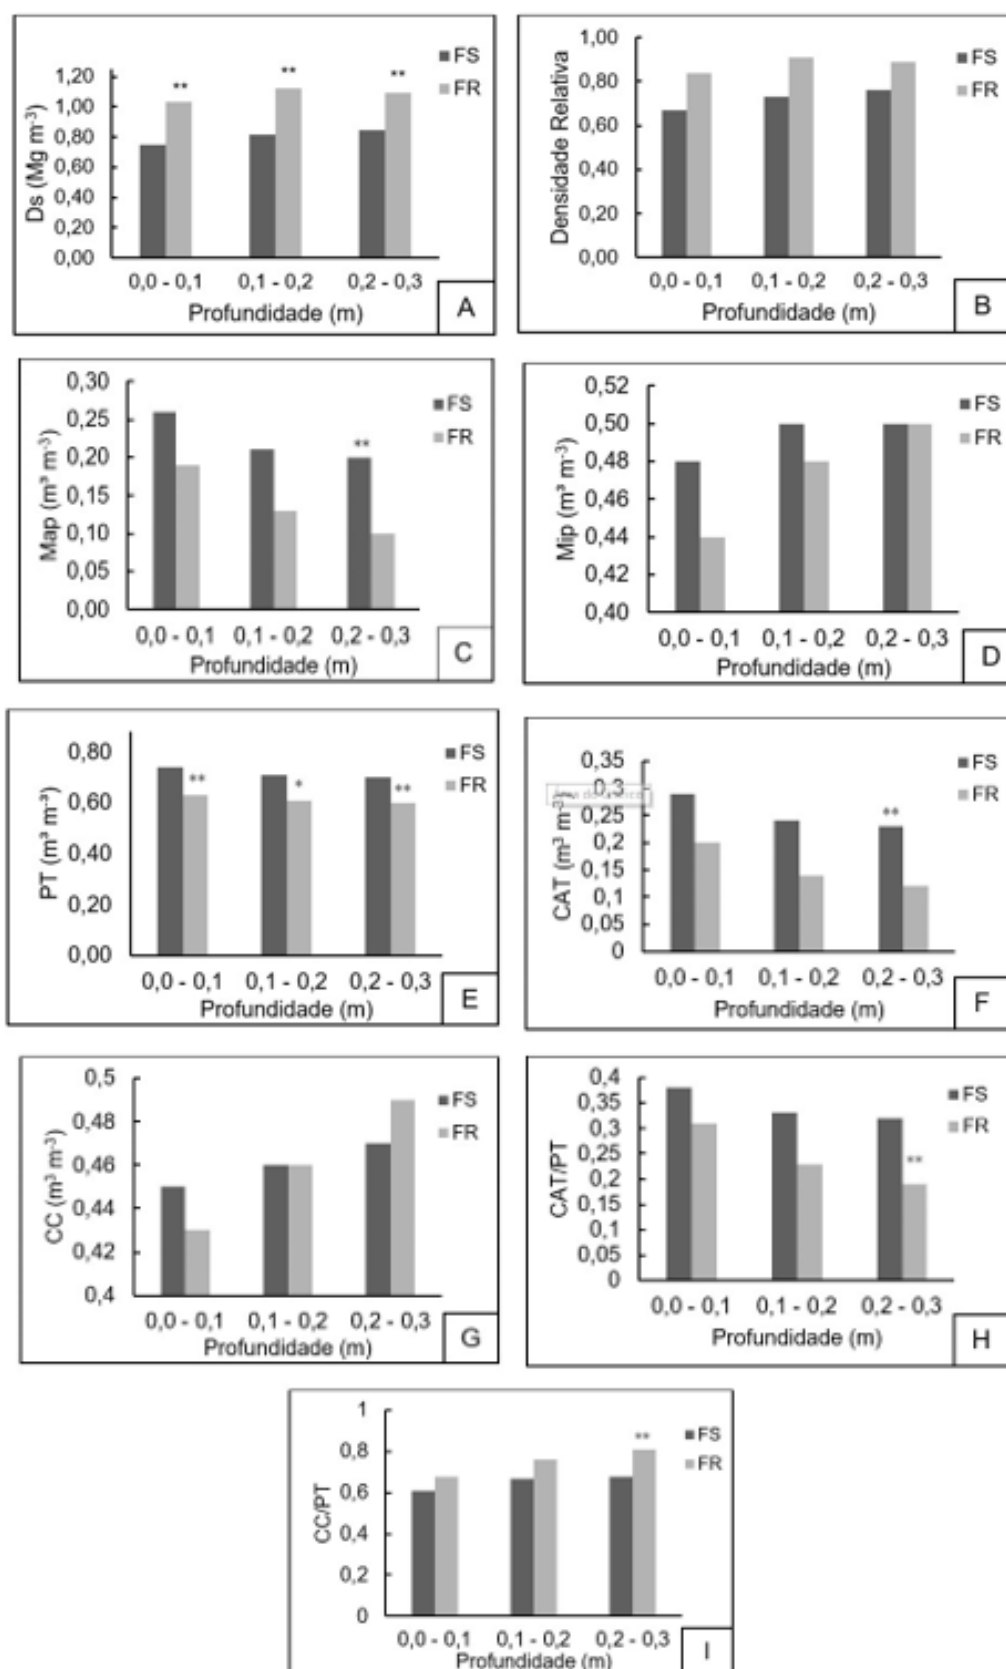 FS
FR
** ** **
1,20
1,00
0,80
0,60
0,40
0,20
0,00
Ds (Mg m-3)
0,0 - 0,1 0,1 - 0,2 0,2 - 0,3
Profundidade (m)
A
FS
FR
1,00
0,80
0,60
0,40
0,20
0,00
Densidade Relativa
0,0 - 0,1 0,1 - 0,2 0,2 - 0,3
Profundidade (m)
B
FS
FR
**
0,30
0,25
0,20
0,15
0,10
0,05
0,00
Map (m³ m-3)
0,0 - 0,1 0,1 - 0,2 0,2 - 0,3
Profundidade (m)
C
FS
FR
0,52
0,50
0,48
0,46
0,44
0,42
0,40
Mip (m³ m-3)
0,0 - 0,1 0,1 - 0,2 0,2 - 0,3
Profundidade (m)
D
FS
FR
** * **
0,80
0,60
0,40
0,20
0,00
PT (m³ m-3)
0,0 - 0,1 0,1 - 0,2 0,2 - 0,3
Profundidade (m)
E
FS
FR
**
0,35
0,3
0,25
0,2
0,15
0,1
0,05
0
CAT (m³ m-3)
0,0 - 0,1 0,1 - 0,2 0,2 - 0,3
Profundidade (m)
F
FS
FR
0,5
0,48
0,46
0,44
0,42
0,4
CC (m³ m-3)
0,0 - 0,1 0,1 - 0,2 0,2 - 0,3
Profundidade (m)
G
FS
FR
**
0,4
0,35
0,3
0,25
0,2
0,15
0,1
0,05
0
CAT/PT
0,0 - 0,1 0,1 - 0,2 0,2 - 0,3
Profundidade (m)
H
FS
FR
**
1
0,8
0,6
0,4
0,2
0
CC/PT
0,0 - 0,1 0,1 - 0,2 0,2 - 0,3
Profundidade (m)
I